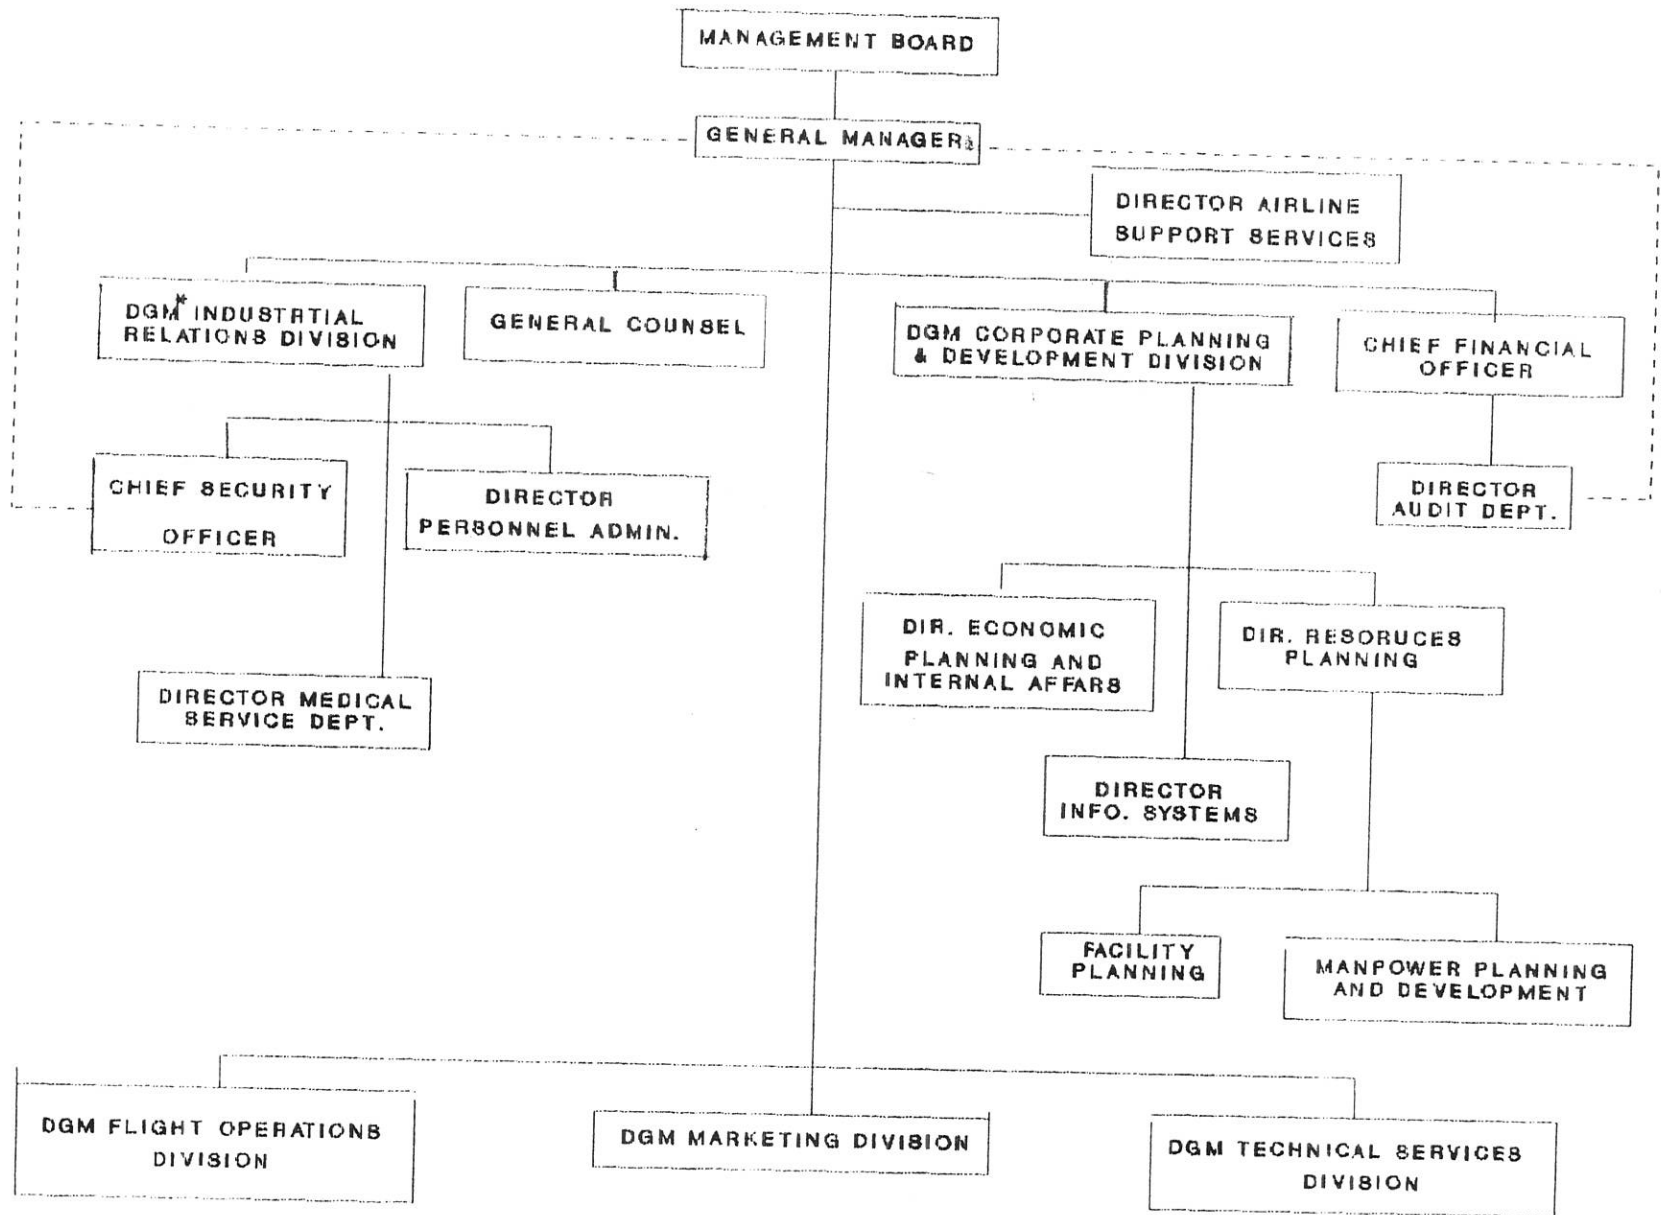 MANAGEMENT BOARD
GENERAL MANAGER
DIRECTOR AIRLINE
SUPPORT SERVICES
DGM* INDUSTRTIAL
RELATIONS DIVISION
GENERAL COUNSEL
DGM CORPORATE PLANNING
& DEVELOPMENT DIVISION
CHIEF FINANCIAL
OFFICER
CHIEF SECURITY
OFFICER
DIRECTOR
PERSONNEL ADMIN.
DIRECTOR
AUDIT DEPT.
DIR. ECONOMIC
PLANNING AND
INTERNAL AFFARS
DIR. RESORUCES
PLANNING
DIRECTOR MEDICAL
SERVICE DEPT.
DIRECTOR
INFO. SYSTEMS
FACILITY
PLANNING
MANPOWER PLANNING
AND DEVELOPMENT
DGM FLIGHT OPERATIONS
DIVISION
DGM MARKETING DIVISION
DGM TECHNICAL SERVICES
DIVISION